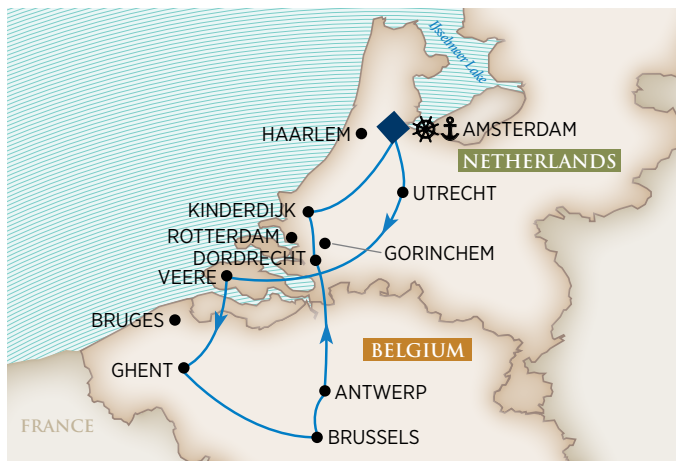 IJsselmeer Lake
HAARLEM
AMSTERDAM
NETHERLANDS
UTRECHT
KINDERDIJK
ROTTERDAM
GORINCHEM
DORDRECHT
VEERE
BRUGES
BELGIUM
GHENT
ANTWERP
FRANCE
BRUSSELS